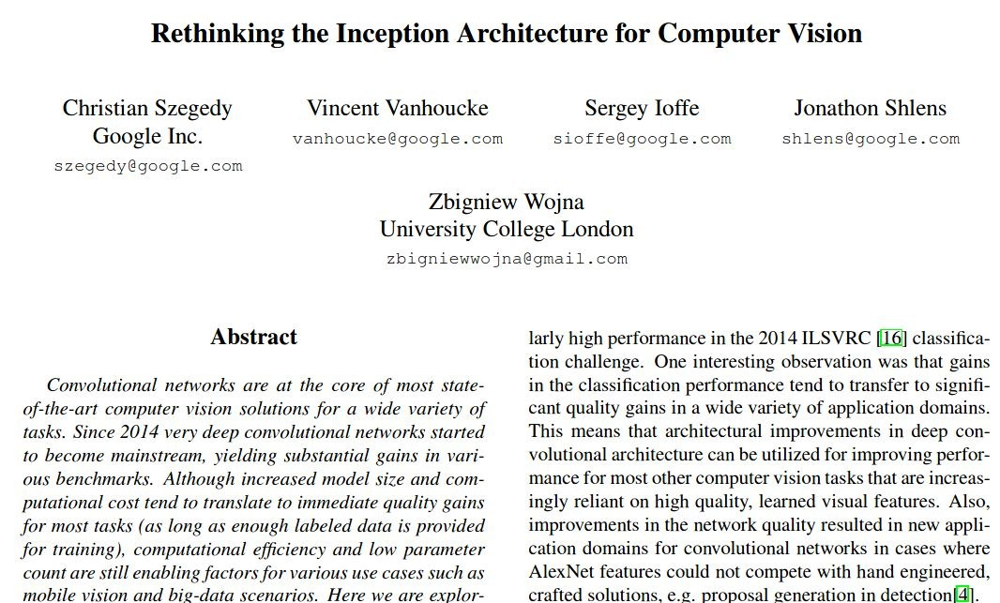 Rethinking the Inception Architecture for Computer Vision
Christian Szegedy
Google Inc.
szegedy@google.com
Vincent Vanhoucke
vanhoucke@google.com
Sergey Ioffe
sioffe@google.com
Jonathon Shlens
shlens@google.com
Zbigniew Wojna
University College London
zbigniewwojna@gmail.com
Abstract
Convolutional networks are at the core of most state-
of-the-art computer vision solutions for a wide variety of
tasks. Since 2014 very deep convolutional networks started
to become mainstream, yielding substantial gains in vari-
ous benchmarks. Although increased model size and com-
putational cost tend to translate to immediate quality gains
for most tasks (as long as enough labeled data is provided
for training), computational efficiency and low parameter
count are still enabling factors for various use cases such as
mobile vision and big-data scenarios. Here we are explor-
larly high performance in the 2014 ILSVRC [16] classifica-
tion challenge. One interesting observation was that gains
in the classification performance tend to transfer to signifi-
cant quality gains in a wide variety of application domains.
This means that architectural improvements in deep con-
volutional architecture can be utilized for improving perfor-
mance for most other computer vision tasks that are increas-
ingly reliant on high quality, learned visual features. Also,
improvements in the network quality resulted in new appli-
cation domains for convolutional networks in cases where
AlexNet features could not compete with hand engineered,
crafted solutions, e.g. proposal generation in detection[4].